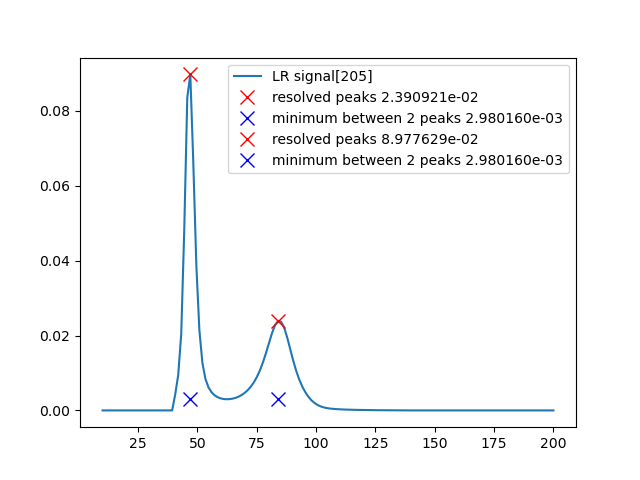 LR signal[205]
resolved peaks 2.390921e-02
minimum between 2 peaks 2.980160e-03
resolved peaks 8.977629e-02
minimum between 2 peaks 2.980160e-03
0.08
0.06
0.04
0.02
0.00
25 50 75 100 125 150 175 200